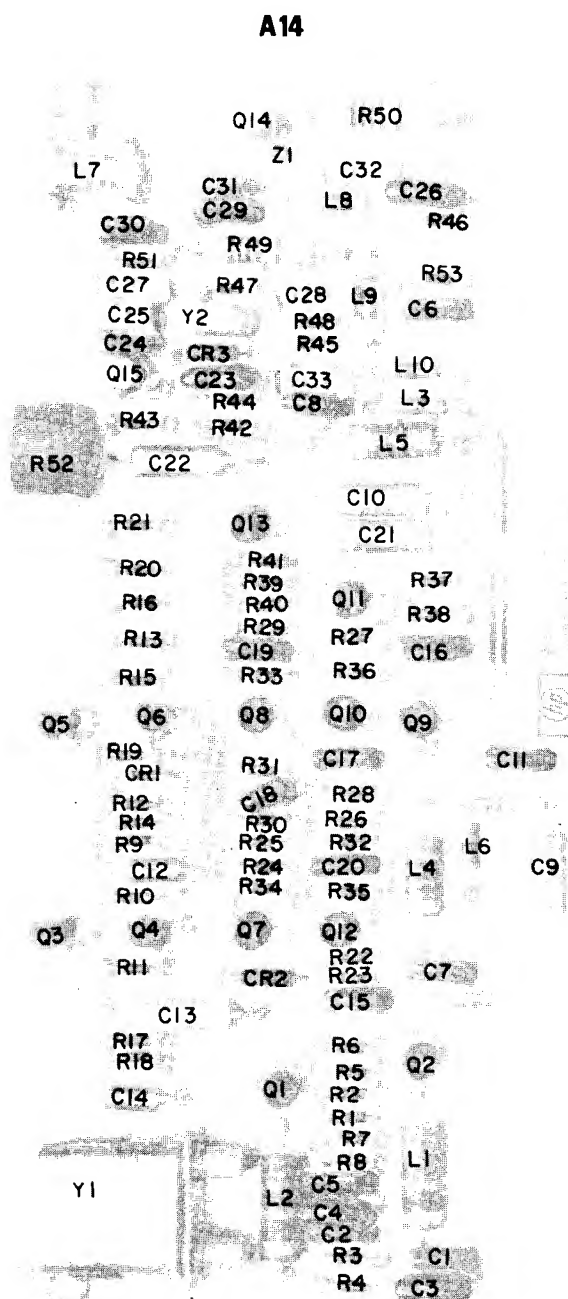 A14
Q14 R50
Z1
L7 C32
C31 L8 C26
C29
C30 R46
R49
R51 R53
C27 R47 C28 L9
C25 Y2 R48 C6
C24 CR3 R45
Q15 C23 C33 L10
R44 C8 L3
R43 R42 L5
R52 C22
C10
R21 Q13 C21
R20 R41
R39 R37
R16 R40 Q11
R29 R38
R13 C19 R27 C16
R15 R33 R36
hp
Q5 Q6 Q8 Q10 Q9
R19 R31 C17 C11
CR1
R12 C18 R28
R14 R30 R26
R9 R25 R32 L6
C12 R24 C20 L4 C9
R10 R34 R35
Q3 Q4 Q7 Q12
R22
R11 CR2 R23 C7
C15
C13
R17 R6
R18 R5 Q2
C14 Q1 R2
R1
R7
R8 L1
Y1 L2 C5
C4
C2
R3 C1
R4 C3